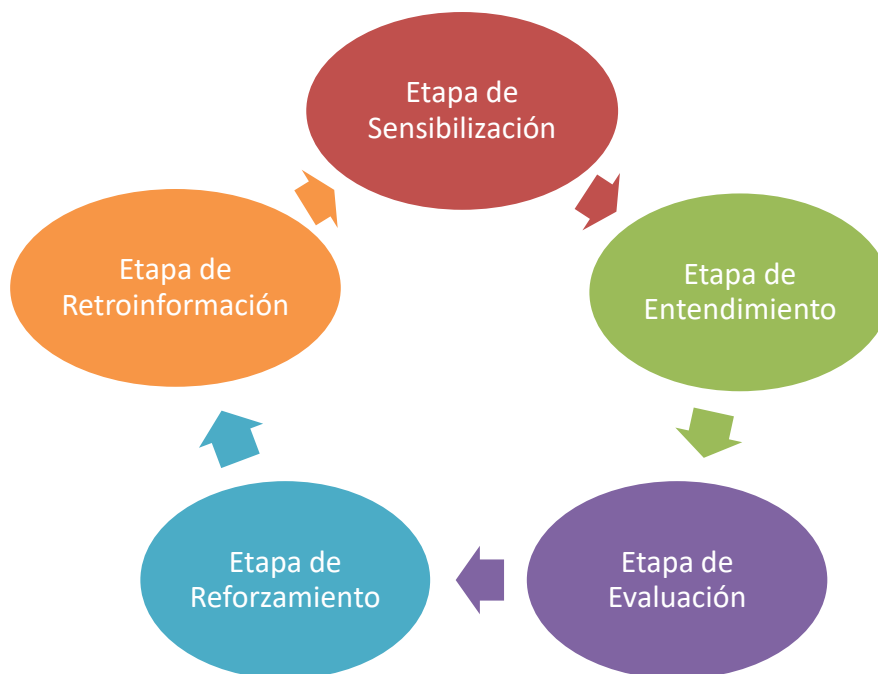 Etapa de
Sensibilización
Etapa de
Entendimiento
Etapa de
Evaluación
Etapa de
Reforzamiento
Etapa de
Retroinformación